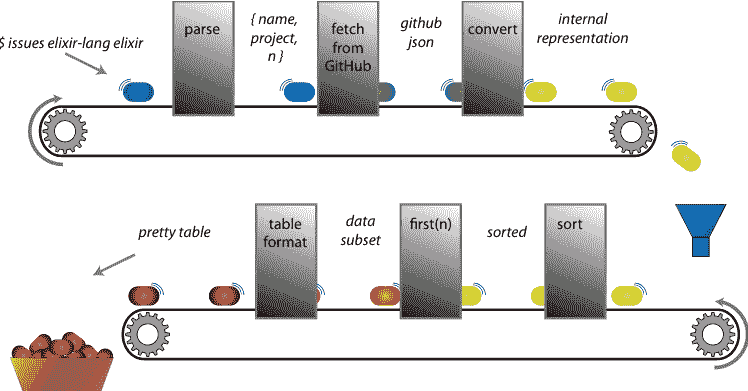 $ issues elixir-lang elixir
parse
{ name,
project,
n }
fetch
from
GitHub
github
json
convert
internal
representation
pretty table
table
format
data
subset
first(n)
sorted
sort